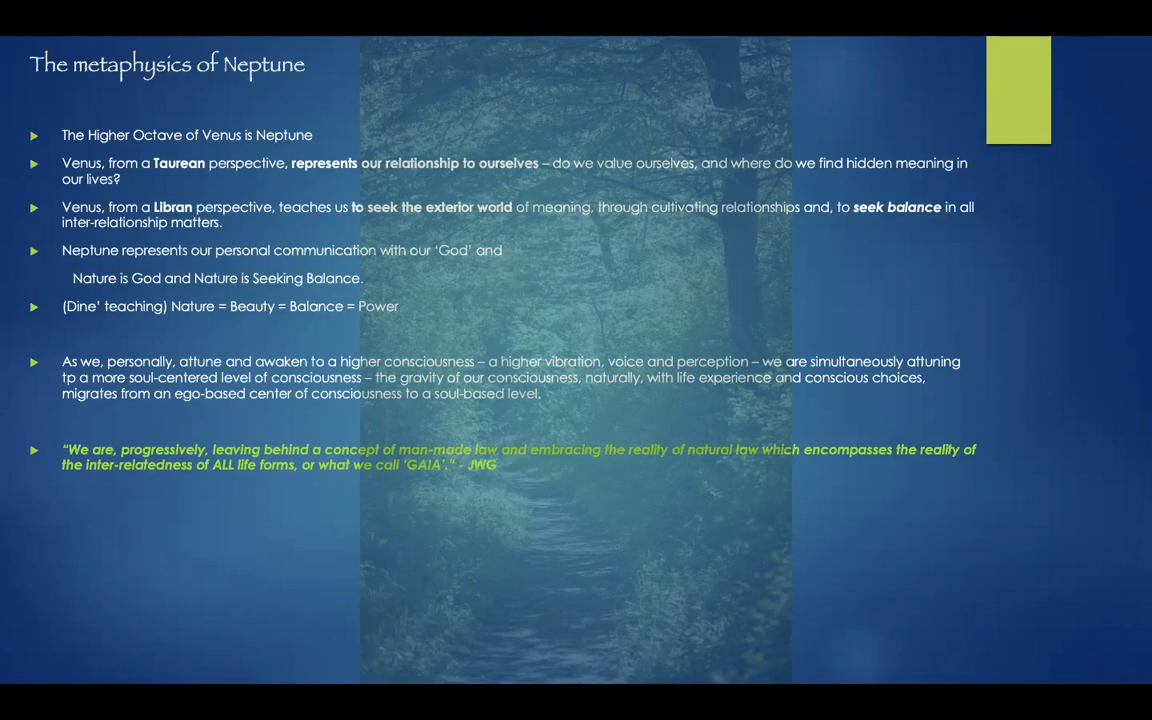 The metaphysics of Neptune
The Higher Octave of Venus is Neptune
Venus, from a Taurean perspective, represents our relationship to ourselves – do we value ourselves, and where do we find hidden meaning in
our lives?
Venus, from a Libran perspective, teaches us to seek the exterior world of meaning, through cultivating relationships and, to seek balance in all
inter-relationship matters.
Neptune represents our personal communication with our ‘God’ and
Nature is God and Nature is Seeking Balance.
(Dine’ teaching) Nature = Beauty = Balance = Power
As we, personally, attune and awaken to a higher consciousness – a higher vibration, voice and perception – we are simultaneously attuning
tp a more soul-centered level of consciousness – the gravity of our consciousness, naturally, with life experience and conscious choices,
migrates from an ego-based center of consciousness to a soul-based level.
“We are, progressively, leaving behind a concept of man-made law and embracing the reality of natural law which encompasses the reality of
the inter-relatedness of ALL life forms, or what we call ‘GAIA’.” - JWG